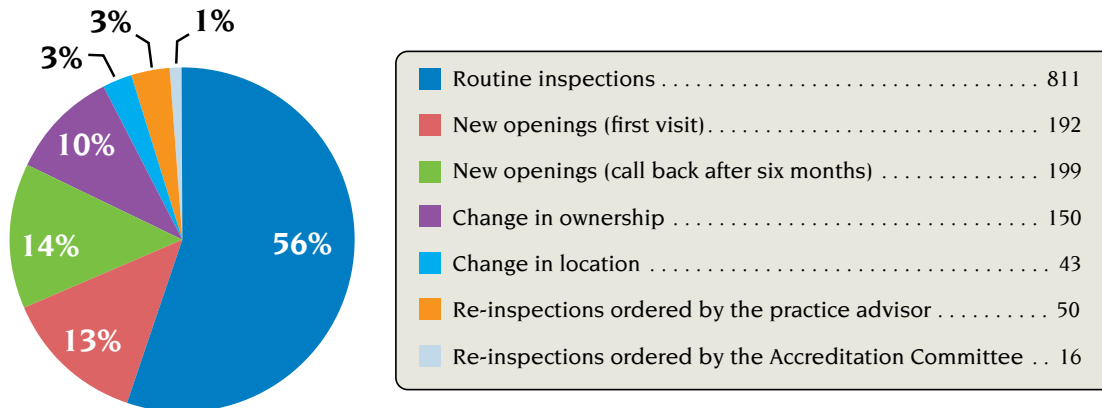 3%
3%
1%
10%
14%
13%
56%
Routine inspections . . . . . . . . . . . . . . . . . . . . . . . . . . . . . . . . . . . . . 811
New openings (first visit). . . . . . . . . . . . . . . . . . . . . . . . . . . . . . . . 192
New openings (call back after six months) . . . . . . . . . . . . . . . 199
Change in ownership . . . . . . . . . . . . . . . . . . . . . . . . . . . . . . . . . . . . 150
Change in location . . . . . . . . . . . . . . . . . . . . . . . . . . . . . . . . . . . . . . 43
Re-inspections ordered by the practice advisor . . . . . . . . . . 50
Re-inspections ordered by the Accreditation Committee . . 16